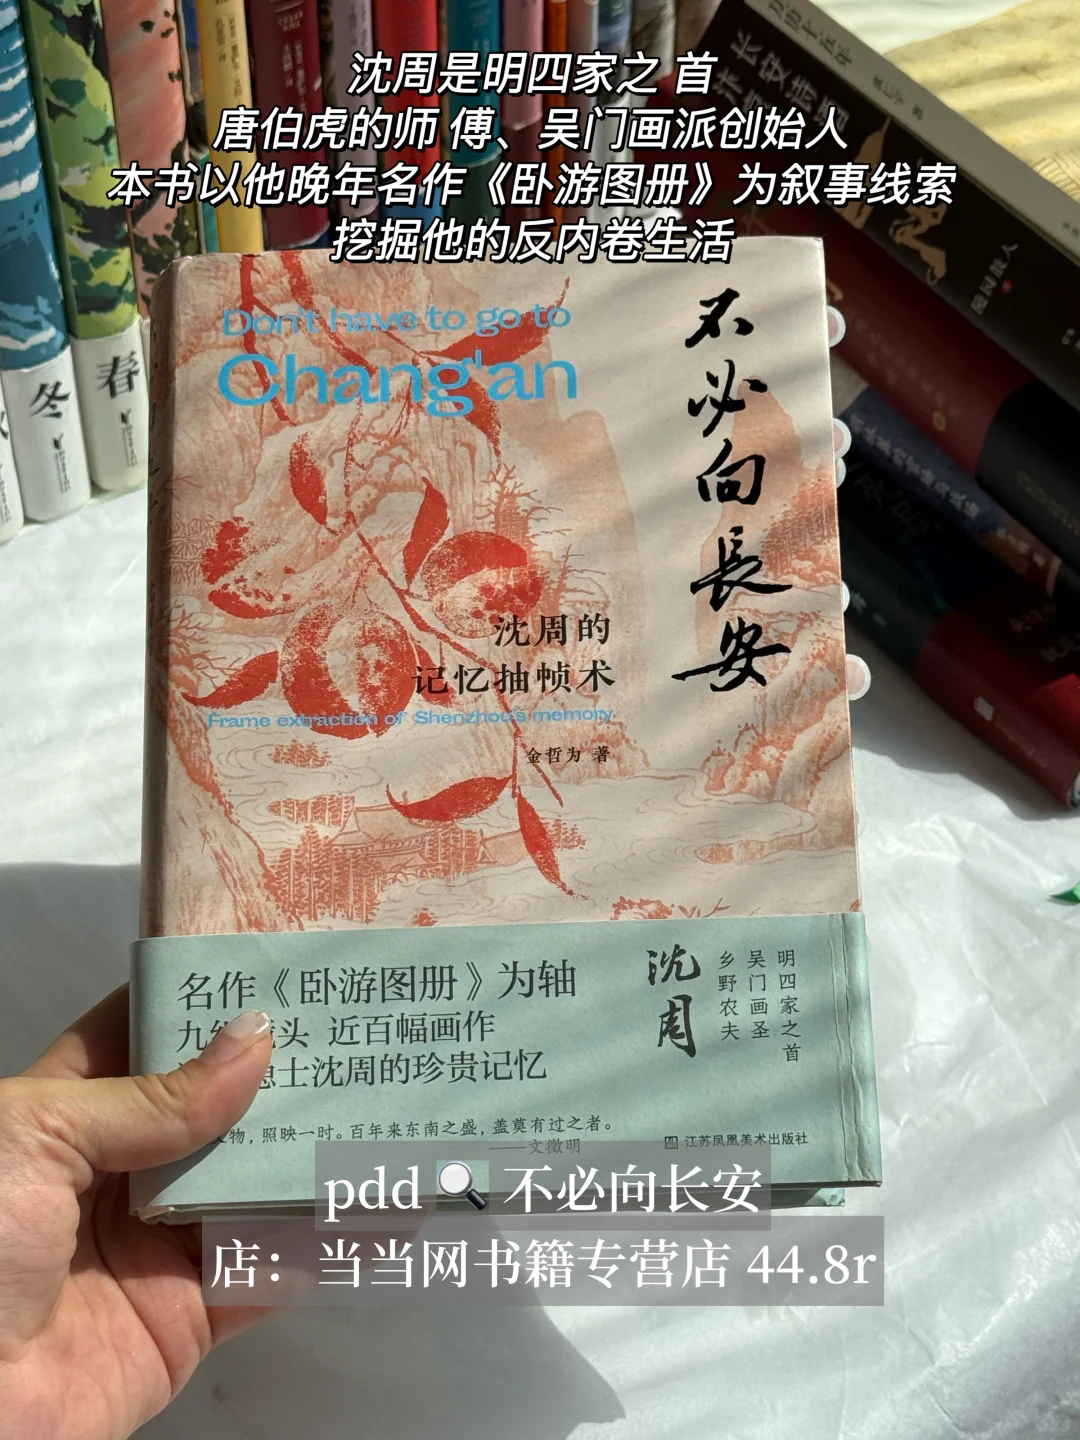 沈周是明四家之 首
唐伯虎的师 傅、吴门画派创始人
本书以他晚年名作《卧游图册》为叙事线索
挖掘他的反内卷生活
冬
春
长安诗酒
Don't have to go to
Chang'an
不必向長安
沈周的
记忆抽帧术
Frame extraction of Shenzhou's memory
金哲为 著
名作《卧游图册》为轴
头 近百幅画作
士沈周的珍贵记忆
物，照映一时。百年来东南之盛，盖莫有过之者。
——文徵明
沈周
明四家之首
吴门画圣
乡野农夫
江苏凤凰美术出版社
pdd 🔍 不必向长安
店：当当网书籍专营店 44.8r